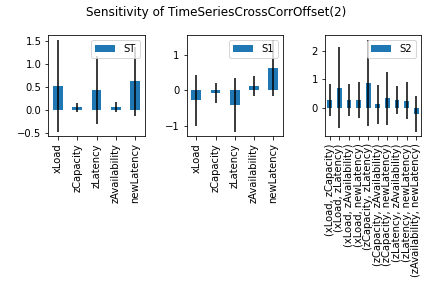 Sensitivity of TimeSeriesCrossCorrOffset(2)
ST
1.5
1.0
0.5
0.0
−0.5
xLoad
zCapacity
zLatency
zAvailability
newLatency
S1
1
0
−1
xLoad
zCapacity
zLatency
zAvailability
newLatency
S2
2
1
0
(xLoad, zCapacity)
(xLoad, zLatency)
(xLoad, zAvailability)
(xLoad, newLatency)
(zCapacity, zLatency)
(zCapacity, zAvailability)
(zCapacity, newLatency)
(zLatency, zAvailability)
(zLatency, newLatency)
(zAvailability, newLatency)